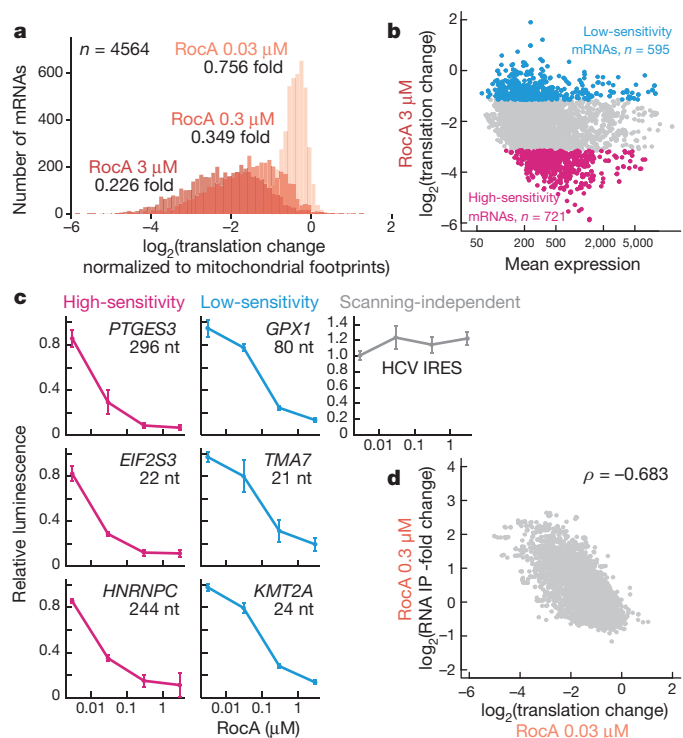 a
n = 4564
RocA 0.03 μM
0.756 fold
RocA 0.3 μM
0.349 fold
RocA 3 μM
0.226 fold
Number of mRNAs
600
400
200
0
−6
−4
−2
0
2
log2(translation change
normalized to mitochondrial footprints)
b
Low-sensitivity
mRNAs, n = 595
High-sensitivity
mRNAs, n = 721
RocA 3 μM
log2(translation change)
2
0
−2
−4
−6
50
200
500
2,000
5,000
Mean expression
c
High-sensitivity
Low-sensitivity
Scanning-independent
PTGES3
296 nt
GPX1
80 nt
HCV IRES
EIF2S3
22 nt
TMA7
21 nt
HNRNPC
244 nt
KMT2A
24 nt
Relative luminescence
0.8
0.4
0
0.8
0.4
0
0.8
0.4
0
1.4
1.2
1.0
0.8
0.6
0.4
0.2
0
0.01
0.1
1
0.01
0.1
1
0.01
0.1
1
RocA (μM)
d
ρ = −0.683
RocA 0.3 μM
log2(RNA IP -fold change)
4
3
2
1
0
−1
−2
−6
−4
−2
0
2
log2(translation change)
RocA 0.03 μM